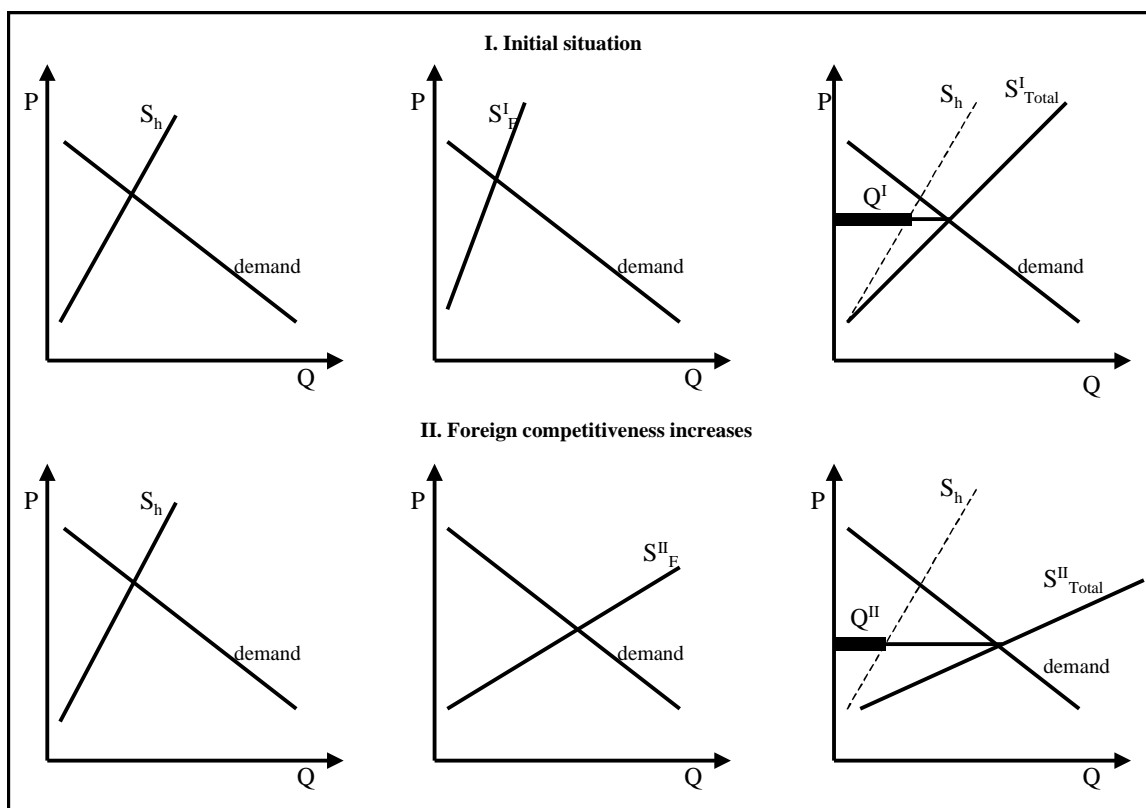 I. Initial situation
P
S_h
demand
Q
P
S^I_F
demand
Q
P
S_h
S^I_Total
Q^I
demand
Q
II. Foreign competitiveness increases
P
S_h
demand
Q
P
S^II_F
demand
Q
P
S_h
S^II_Total
Q^II
demand
Q